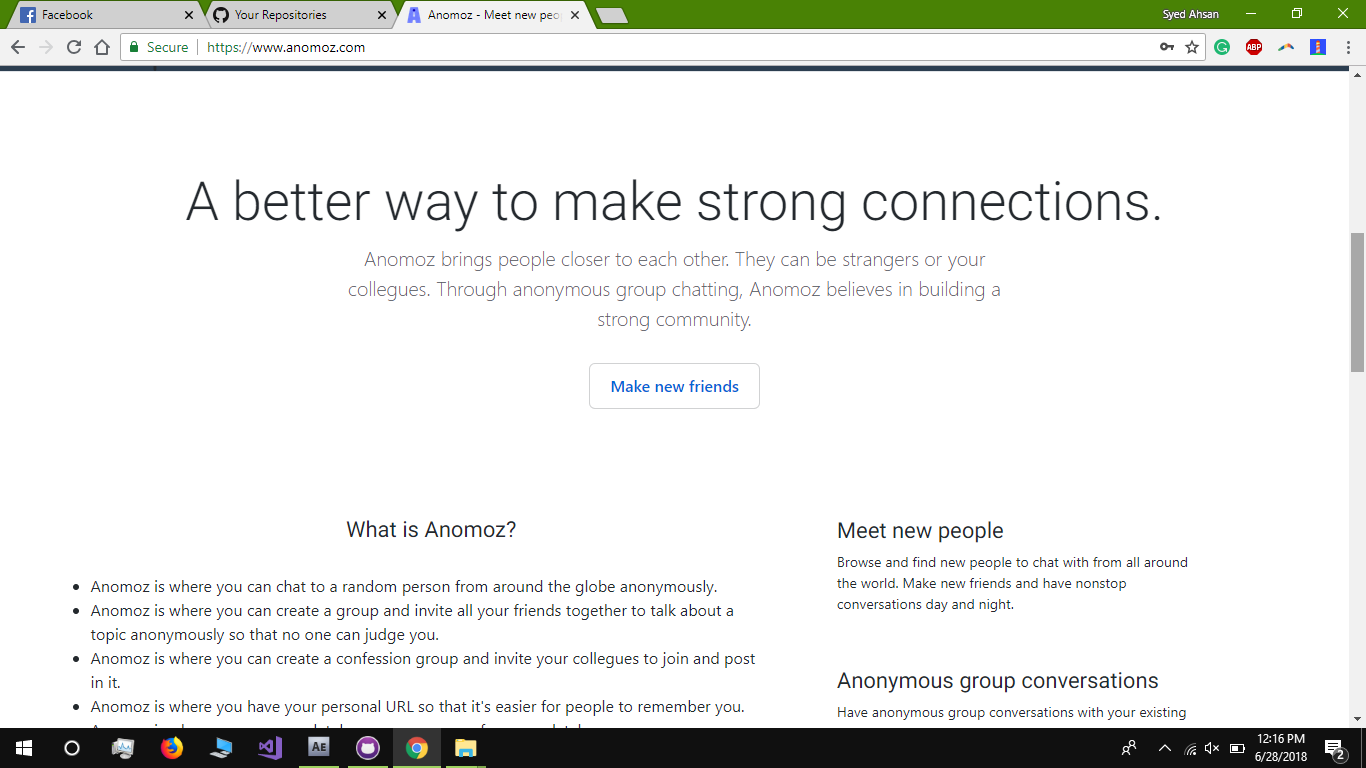 Facebook
Your Repositories
Anomoz - Meet new peo
Syed Ahsan
Secure
https://www.anomoz.com
ABP
A better way to make strong connections.
Anomoz brings people closer to each other. They can be strangers or your
collegues. Through anonymous group chatting, Anomoz believes in building a
strong community.
Make new friends
What is Anomoz?
Anomoz is where you can chat to a random person from around the globe anonymously.
Anomoz is where you can create a group and invite all your friends together to talk about a
topic anonymously so that no one can judge you.
Anomoz is where you can create a confession group and invite your collegues to join and post
in it.
Anomoz is where you have your personal URL so that it's easier for people to remember you.
Meet new people
Browse and find new people to chat with from all around
the world. Make new friends and have nonstop
conversations day and night.
Anonymous group conversations
Have anonymous group conversations with your existing
Ae
12:16 PM
6/28/2018
2